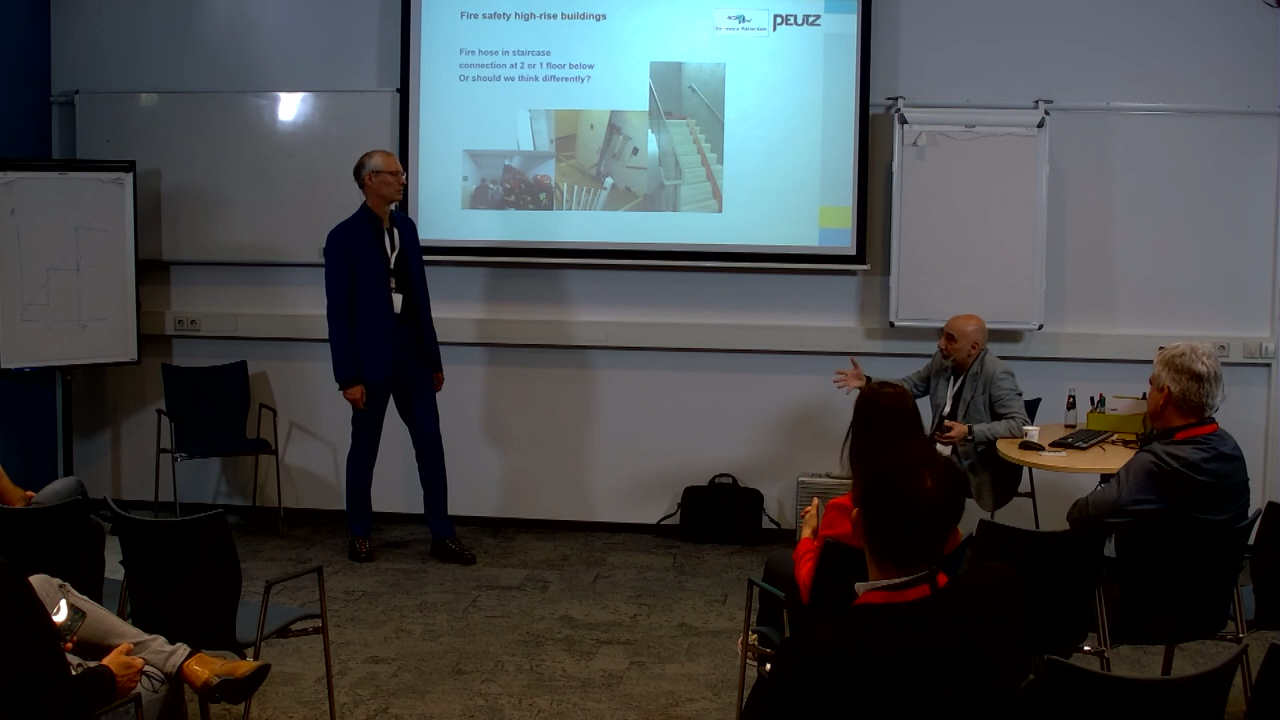 Fire safety high-rise buildings
PEUTZ
Fire hose in staircase
connection at 2 or 1 floor below
Or should we think differently?